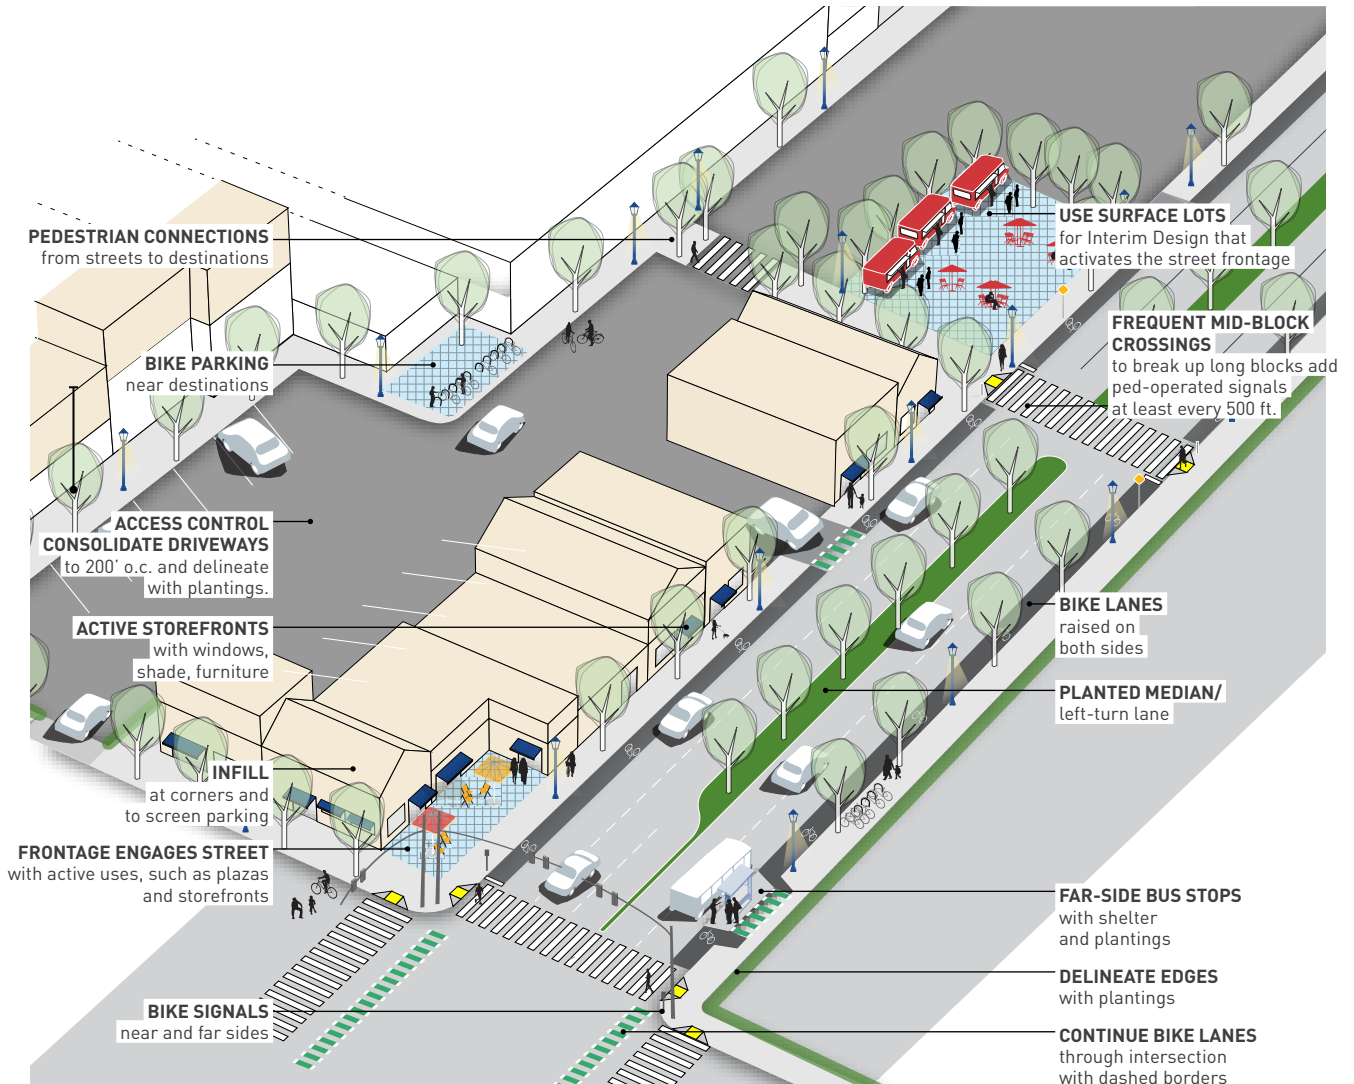 PEDESTRIAN CONNECTIONS
from streets to destinations
BIKE PARKING
near destinations
ACCESS CONTROL
CONSOLIDATE DRIVEWAYS
to 200’ o.c. and delineate
with plantings.
ACTIVE STOREFRONTS
with windows,
shade, furniture
INFILL
at corners and
to screen parking
FRONTAGE ENGAGES STREET
with active uses, such as plazas
and storefronts
BIKE SIGNALS
near and far sides
USE SURFACE LOTS
for Interim Design that
activates the street frontage
FREQUENT MID-BLOCK
CROSSINGS
to break up long blocks add
ped-operated signals
at least every 500 ft.
BIKE LANES
raised on
both sides
PLANTED MEDIAN/
left-turn lane
FAR-SIDE BUS STOPS
with shelter
and plantings
DELINEATE EDGES
with plantings
CONTINUE BIKE LANES
through intersection
with dashed borders